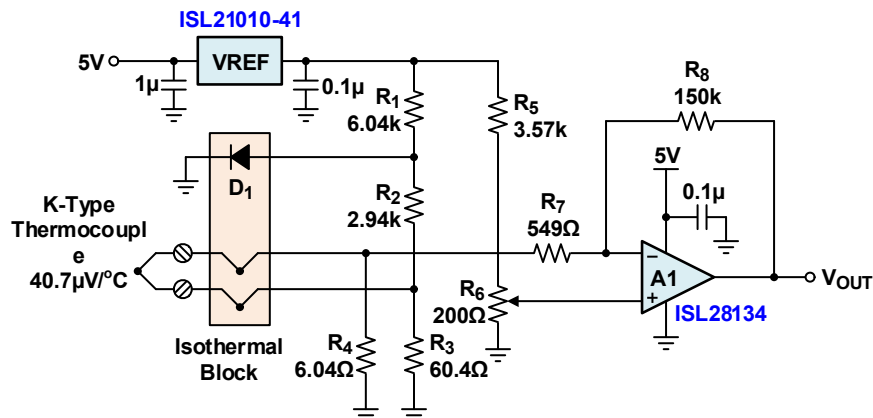 ISL21010-41
5V
VREF
1µ
0.1µ
R1
6.04k
R5
3.57k
R8
150k
D1
R2
2.94k
5V
0.1µ
K-Type
Thermocoupl
e
40.7µV/°C
R7
549Ω
−
+
A1
VOUT
ISL28134
R6
200Ω
Isothermal
Block
R4
6.04Ω
R3
60.4Ω